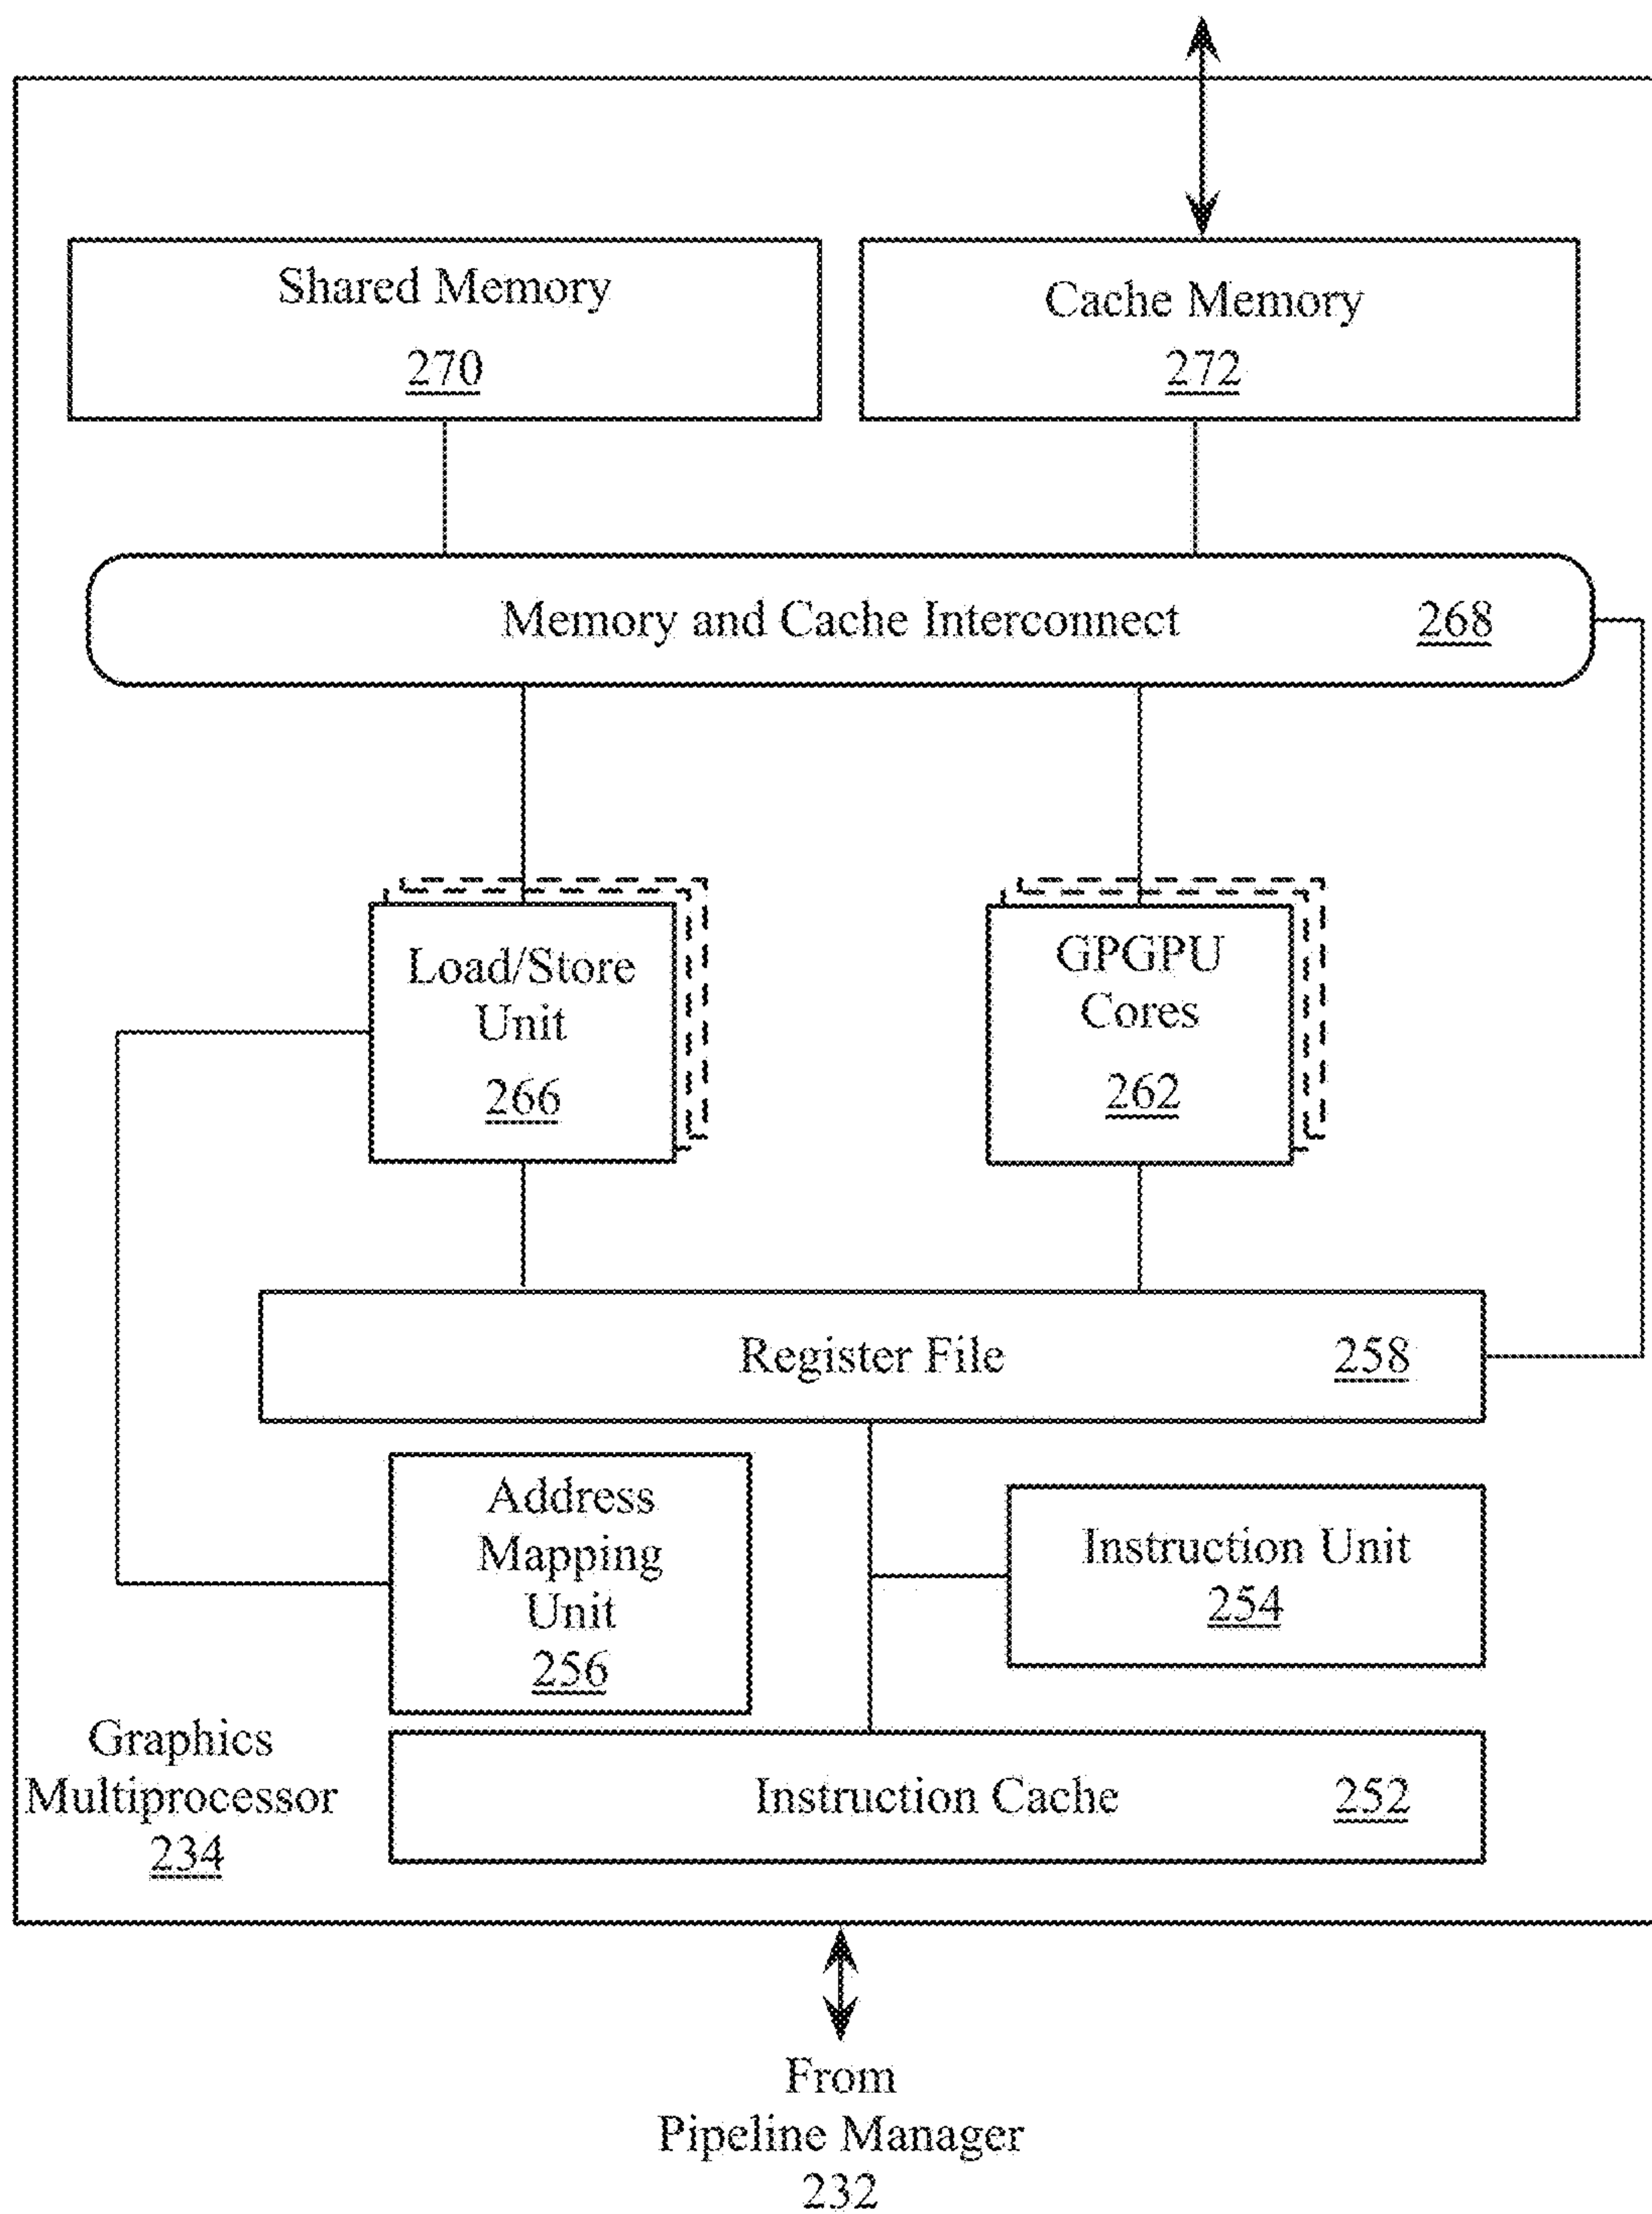 Shared Memory
270
Cache Memory
272
Memory and Cache Interconnect 268
Load/Store
Unit
266
GPGPU
Cores
262
Register File 258
Address
Mapping
Unit
256
Instruction Unit
254
Graphics
Multiprocessor
234
Instruction Cache 252
From
Pipeline Manager
232